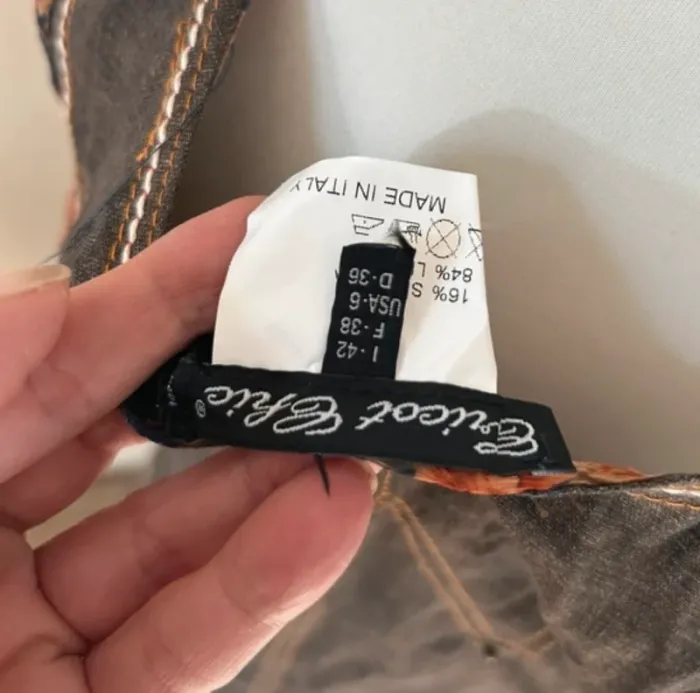 Tricot Chic ®
I-42
F-38
USA-6
D-36
16% S
84% L
MADE IN ITALY